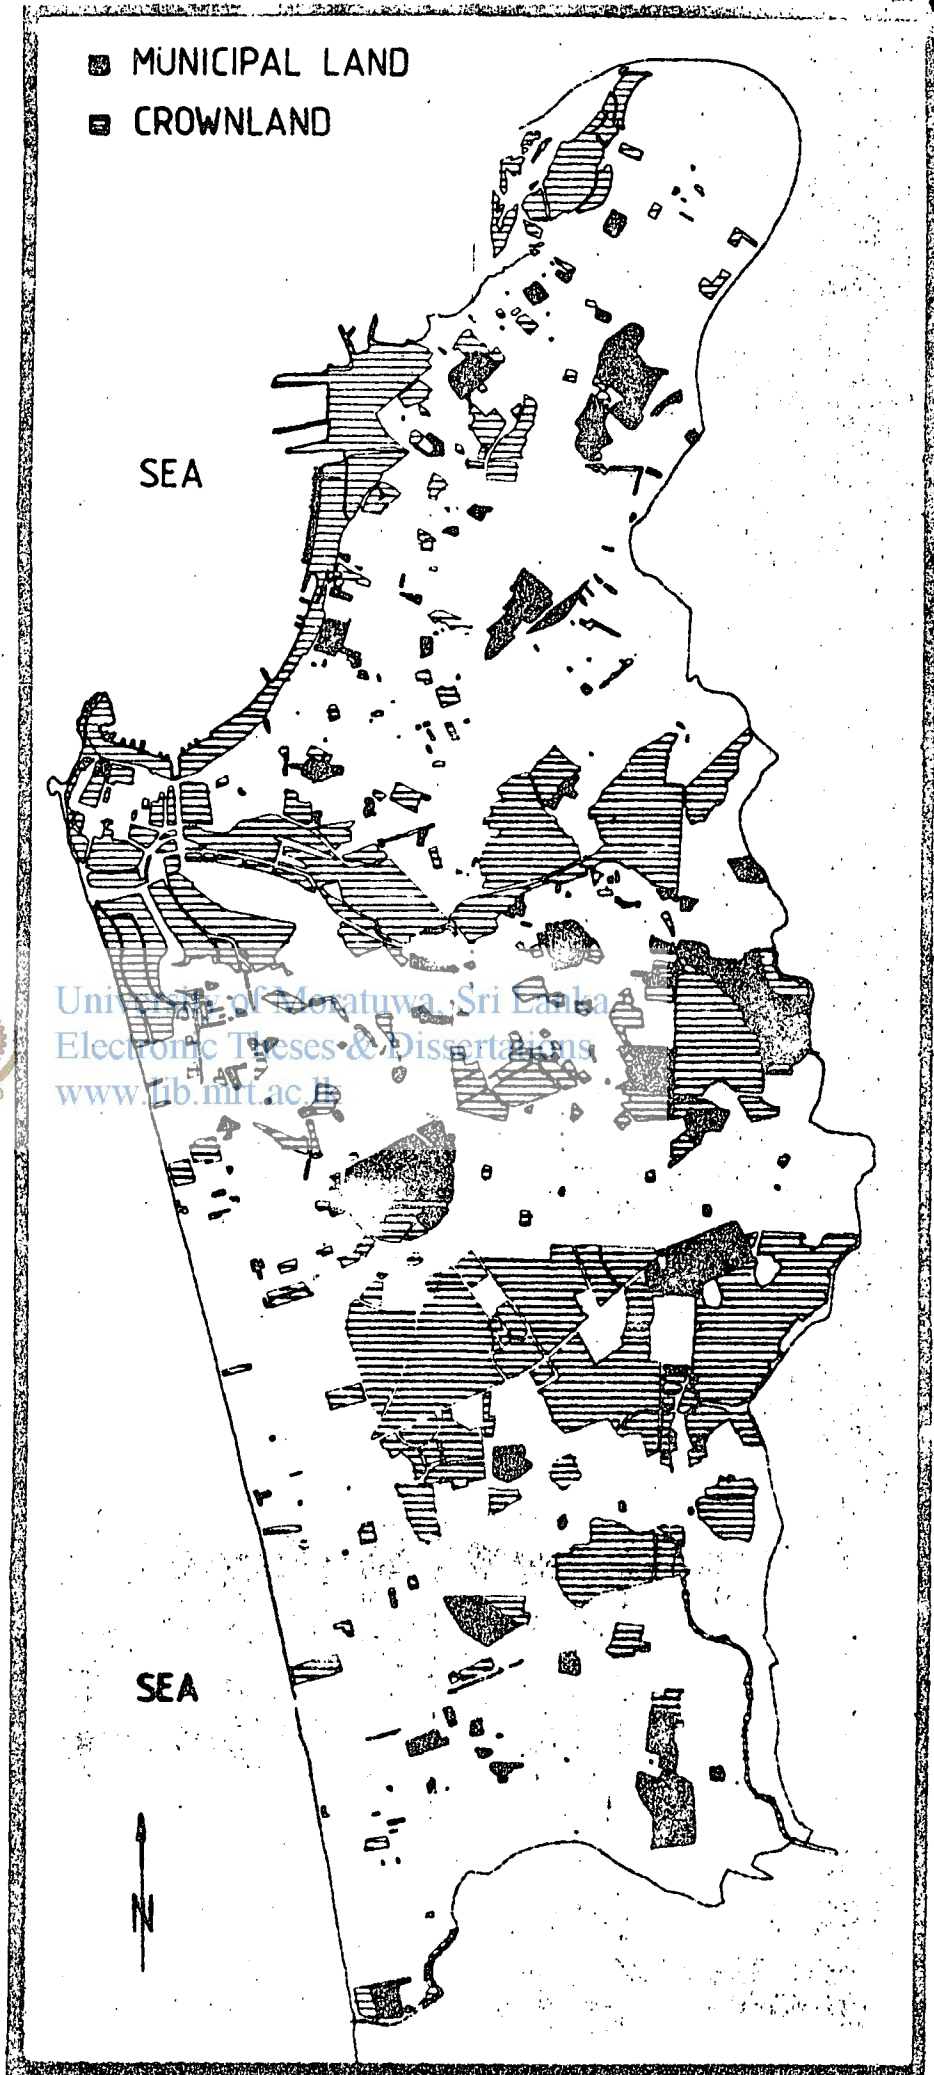 MUNICIPAL LAND
CROWNLAND
SEA
University of Moratuwa, Sri Lanka.
Electronic Theses & Dissertations
www.lib.mrt.ac.lk
SEA
N